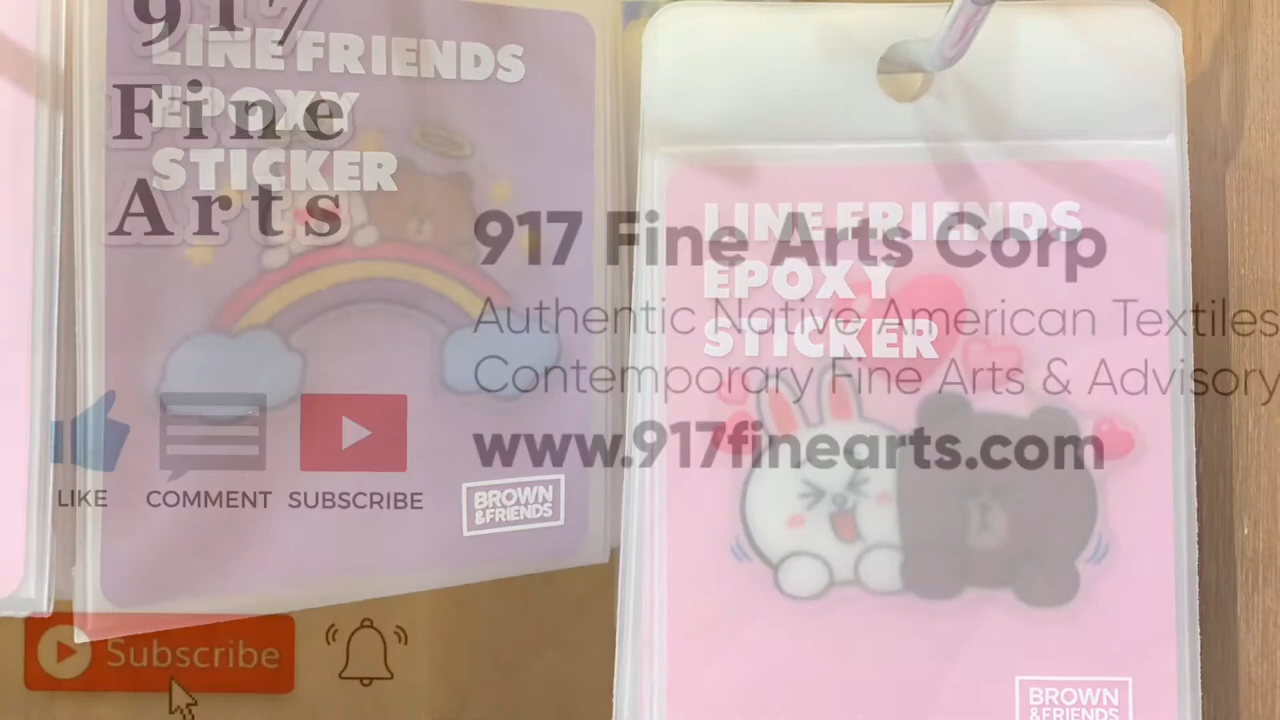 917
Fine
Arts
LINE FRIENDS
EPOXY
STICKER
BROWN
&FRIENDS
LINE FRIENDS
EPOXY
STICKER
BROWN
&FRIENDS
917 Fine Arts Corp
Authentic Native American Textiles
Contemporary Fine Arts & Advisory
www.917finearts.com
LIKE
COMMENT
SUBSCRIBE
Subscribe